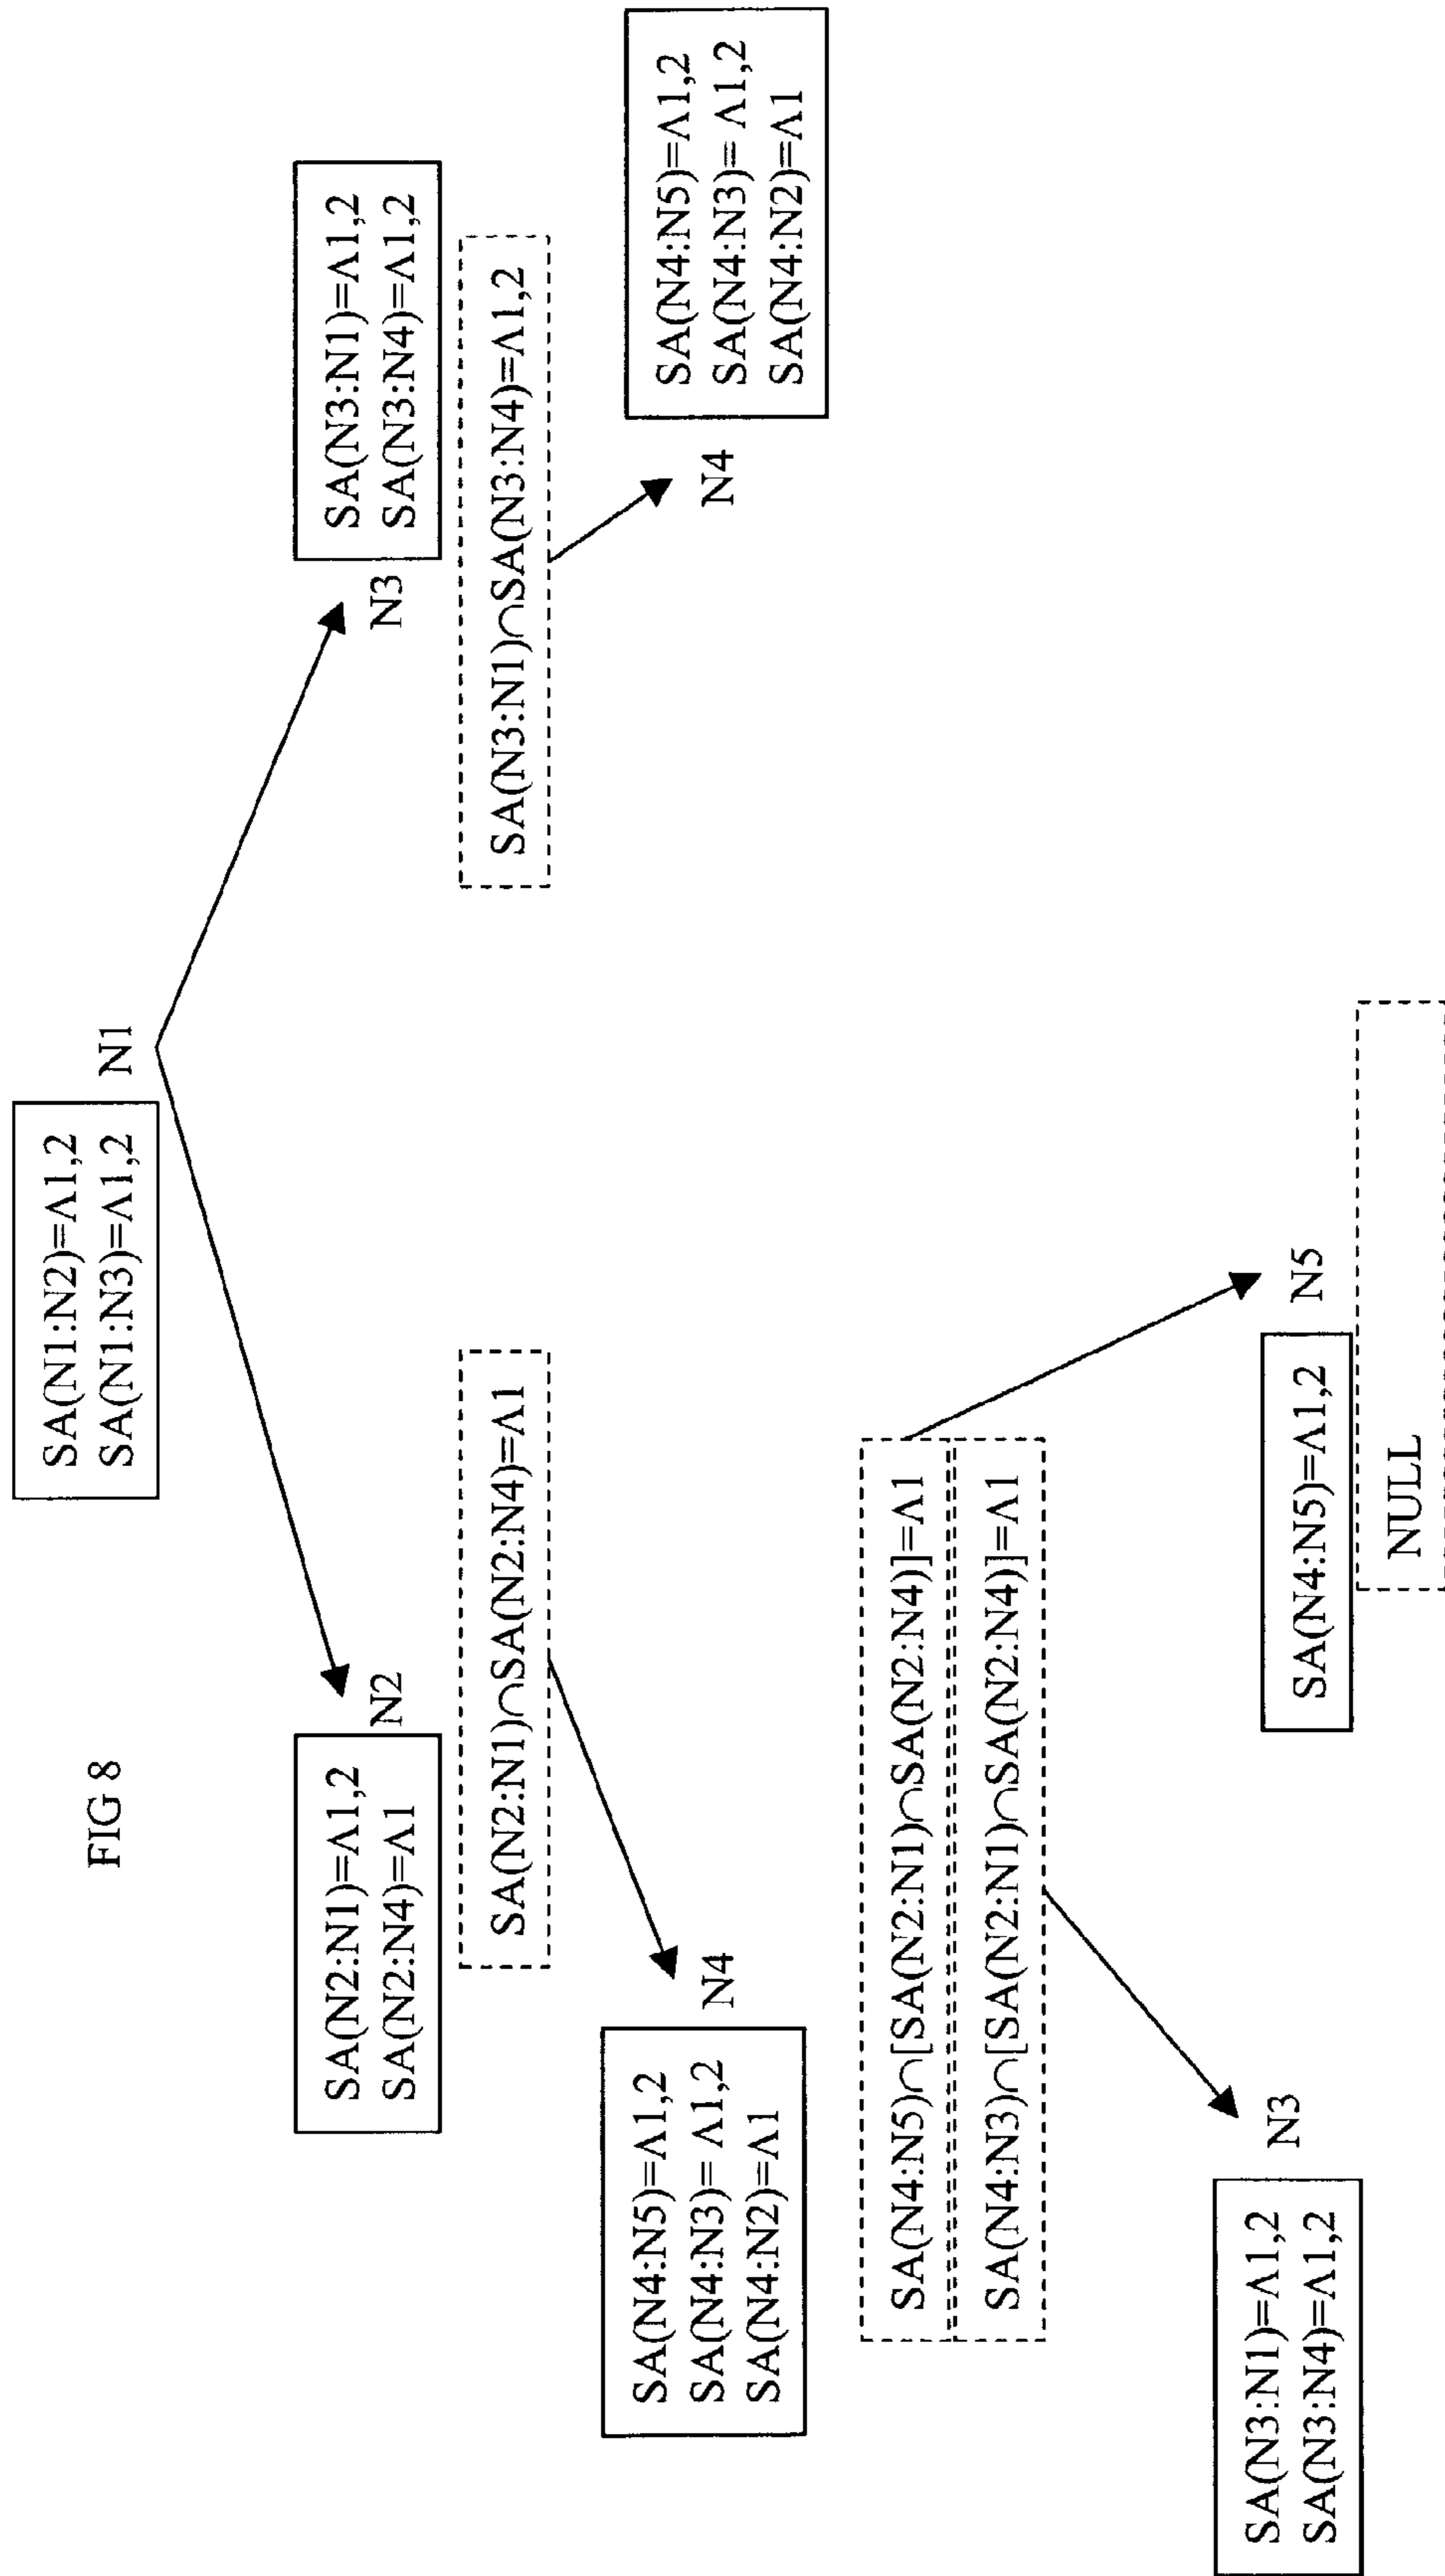 FIG 8
SA(N1:N2)=Λ1,2
SA(N1:N3)=Λ1,2
N1
SA(N2:N1)=Λ1,2
SA(N2:N4)=Λ1
N2
SA(N2:N1)∩SA(N2:N4)=Λ1
N3
SA(N3:N1)=Λ1,2
SA(N3:N4)=Λ1,2
SA(N3:N1)∩SA(N3:N4)=Λ1,2
SA(N4:N5)=Λ1,2
SA(N4:N3)= Λ1,2
SA(N4:N2)=Λ1
N4
N4
SA(N4:N5)=Λ1,2
SA(N4:N3)= Λ1,2
SA(N4:N2)=Λ1
SA(N4:N5)∩[SA(N2:N1)∩SA(N2:N4)]=Λ1
SA(N4:N3)∩[SA(N2:N1)∩SA(N2:N4)]=Λ1
SA(N3:N1)=Λ1,2
SA(N3:N4)=Λ1,2
N3
SA(N4:N5)=Λ1,2
N5
NULL